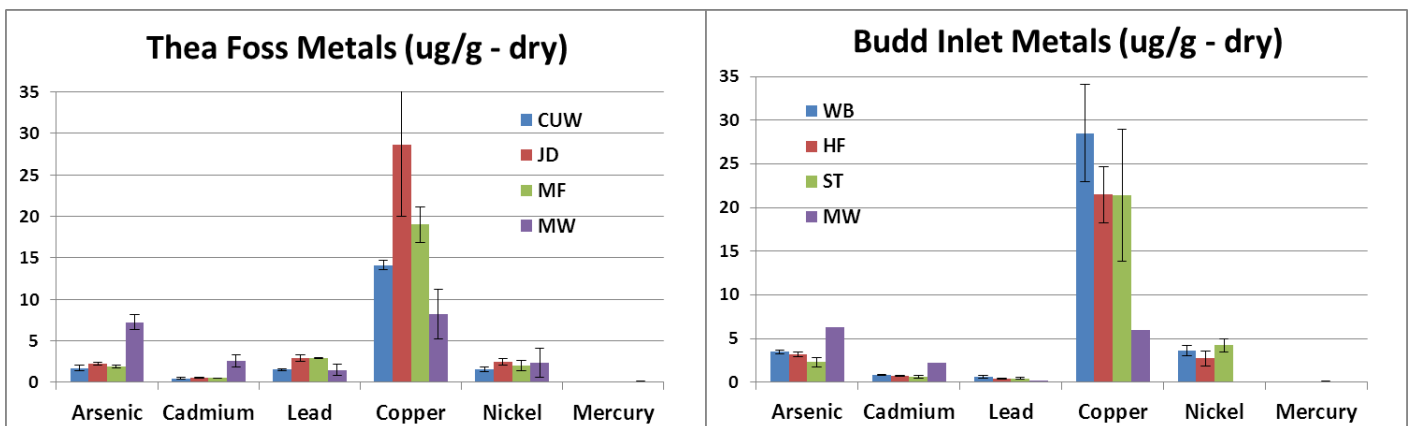 Thea Foss Metals (ug/g - dry)
35
30
25
20
15
10
5
0
CUW
JD
MF
MW
Arsenic Cadmium Lead Copper Nickel Mercury
Budd Inlet Metals (ug/g - dry)
35
30
25
20
15
10
5
0
WB
HF
ST
MW
Arsenic Cadmium Lead Copper Nickel Mercury